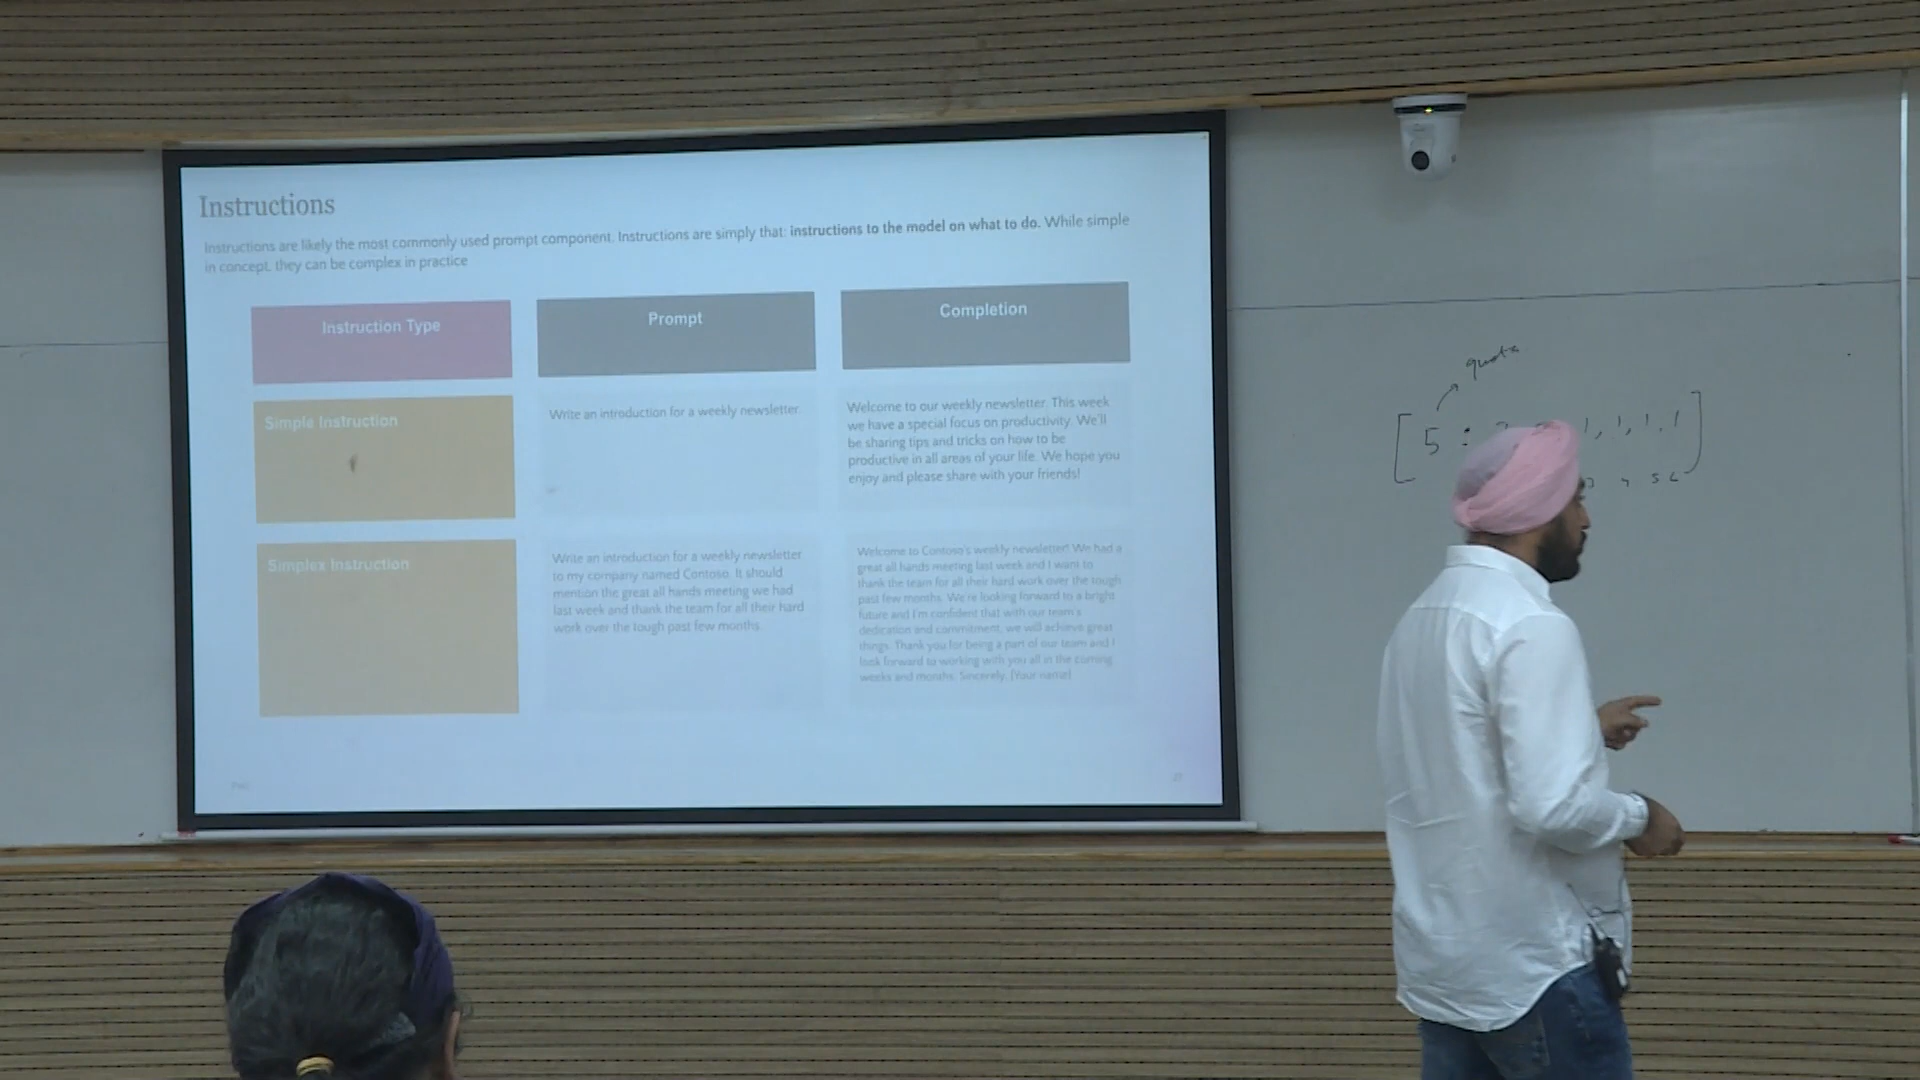 Instructions
Instructions are likely the most commonly used prompt component. Instructions are simply that: instructions to the model on what to do. While simple
in concept, they can be complex in practice
Instruction Type
Prompt
Completion
Simple Instruction
Write an introduction for a weekly newsletter.
Welcome to our weekly newsletter. This week
we have a special focus on productivity. We'll
be sharing tips and tricks on how to be
productive in all areas of your life. We hope you
enjoy and please share with your friends!
Simplex Instruction
Write an introduction for a weekly newsletter
to my company named Contoso. It should
mention the great all hands meeting we had
last week and thank the team for all their hard
work over the tough past few months.
Welcome to Contoso's weekly newsletter! We had a
great all hands meeting last week and I want to
thank the team for all their hard work over the tough
past few months. We're looking forward to a bright
future and I'm confident that with our team's
dedication and commitment, we will achieve great
things. Thank you for being a part of our team and I
look forward to working with you all in the coming
weeks and months. Sincerely, [Your name]
[ 5 : 1, 1, 1, 1 ]